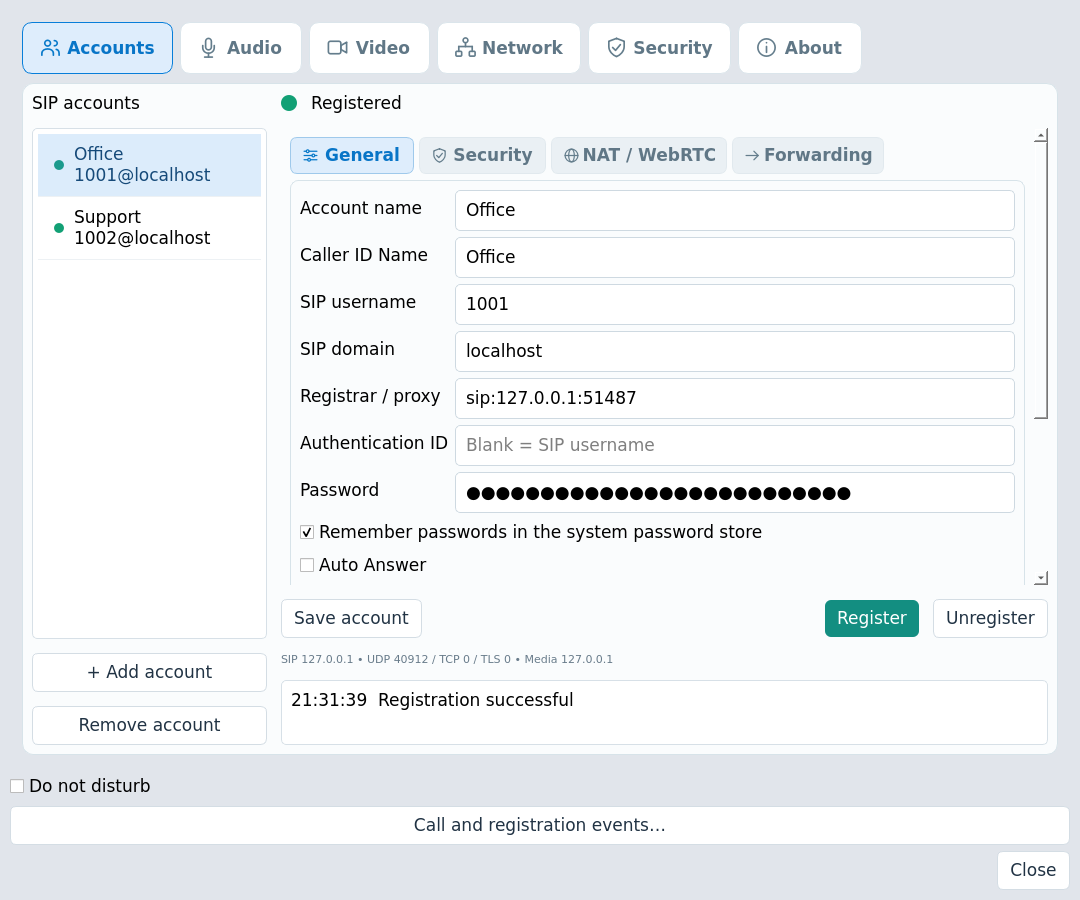 Accounts
Audio
Video
Network
Security
About
SIP accounts
Registered
Office
1001@localhost
Support
1002@localhost
General
Security
NAT / WebRTC
Forwarding
Account name
Office
Caller ID Name
Office
SIP username
1001
SIP domain
localhost
Registrar / proxy
sip:127.0.0.1:51487
Authentication ID
Blank = SIP username
Password
●●●●●●●●●●●●●●●●●●●●●●●●●●
Remember passwords in the system password store
Auto Answer
Save account
Register
Unregister
SIP 127.0.0.1 • UDP 40912 / TCP 0 / TLS 0 • Media 127.0.0.1
+ Add account
Remove account
21:31:39  Registration successful
Do not disturb
Call and registration events...
Close